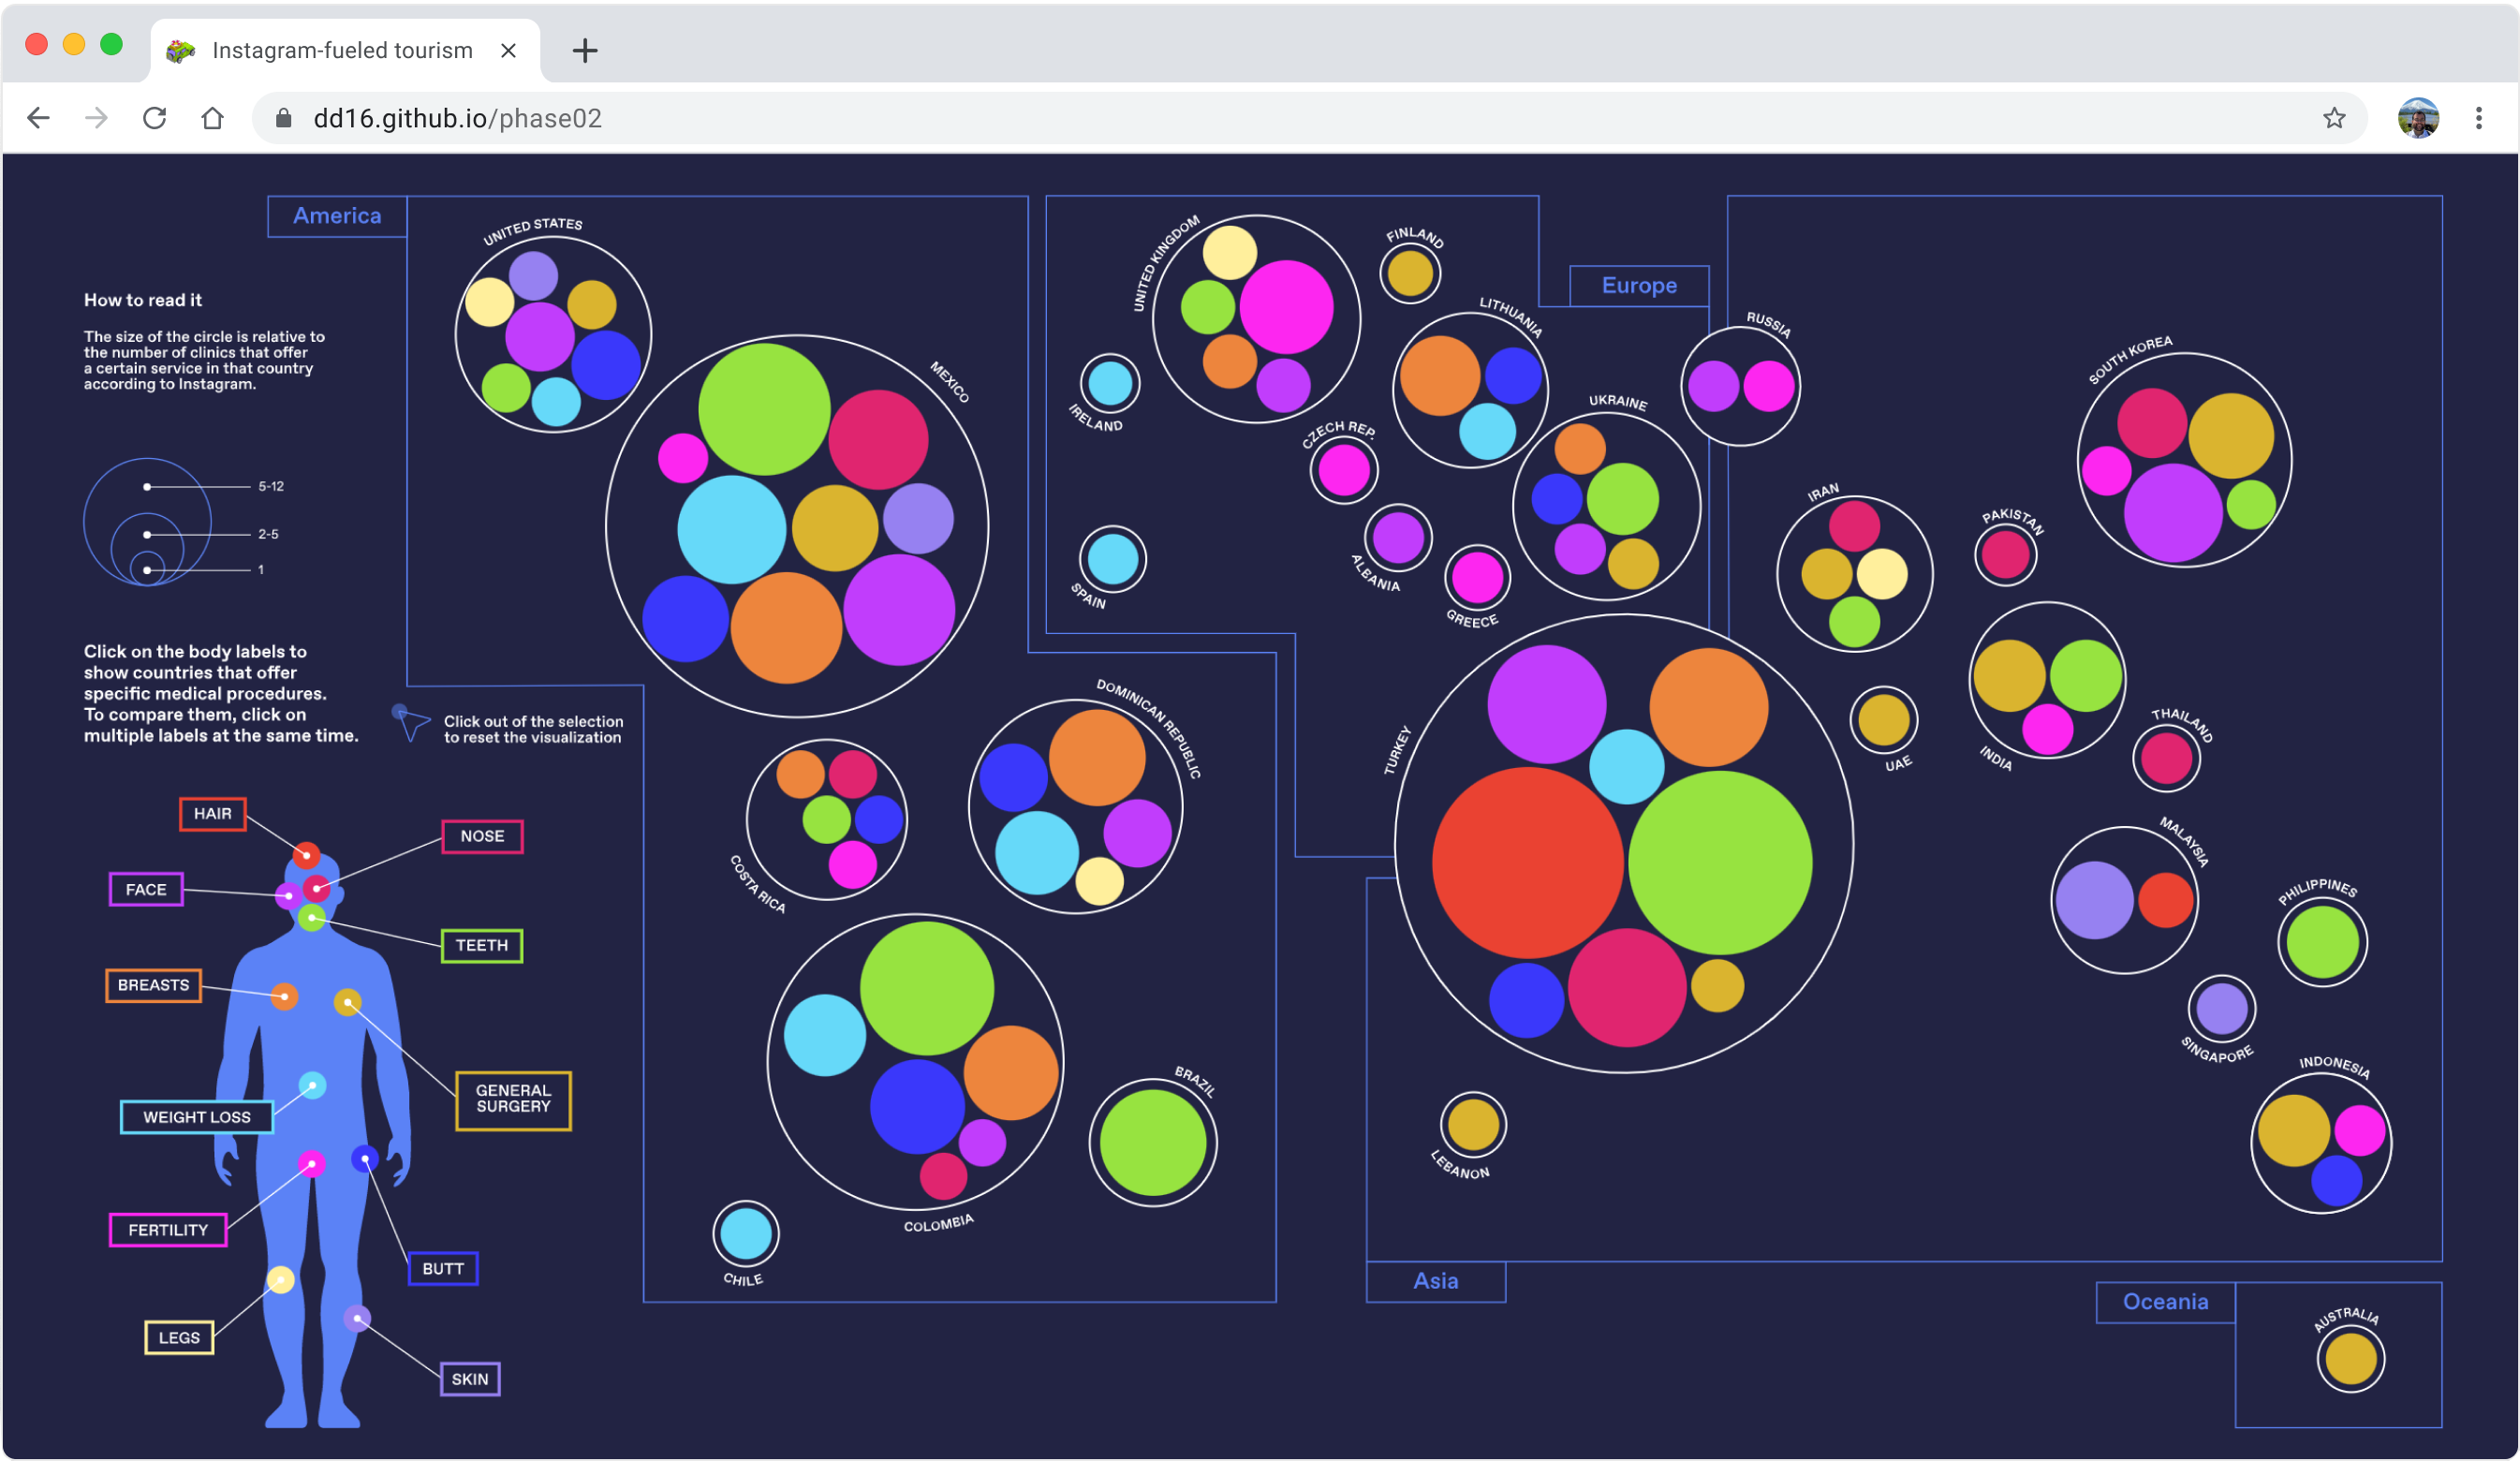 Instagram-fueled tourism
dd16.github.io/phase02
America
UNITED STATES
MEXICO
How to read it
The size of the circle is relative to
the number of clinics that offer
a certain service in that country
according to Instagram.
5-12
2-5
1
Click on the body labels to
show countries that offer
specific medical procedures.
To compare them, click on
multiple labels at the same time.
Click out of the selection
to reset the visualization
HAIR
NOSE
FACE
TEETH
BREASTS
GENERAL
SURGERY
WEIGHT LOSS
FERTILITY
BUTT
LEGS
SKIN
COSTA RICA
DOMINICAN REPUBLIC
COLOMBIA
BRAZIL
CHILE
Europe
UNITED KINGDOM
FINLAND
LITHUANIA
IRELAND
CZECH REP.
UKRAINE
SPAIN
ALBANIA
GREECE
RUSSIA
TURKEY
SOUTH KOREA
IRAN
PAKISTAN
UAE
INDIA
THAILAND
MALAYSIA
PHILIPPINES
SINGAPORE
INDONESIA
LEBANON
Asia
Oceania
AUSTRALIA